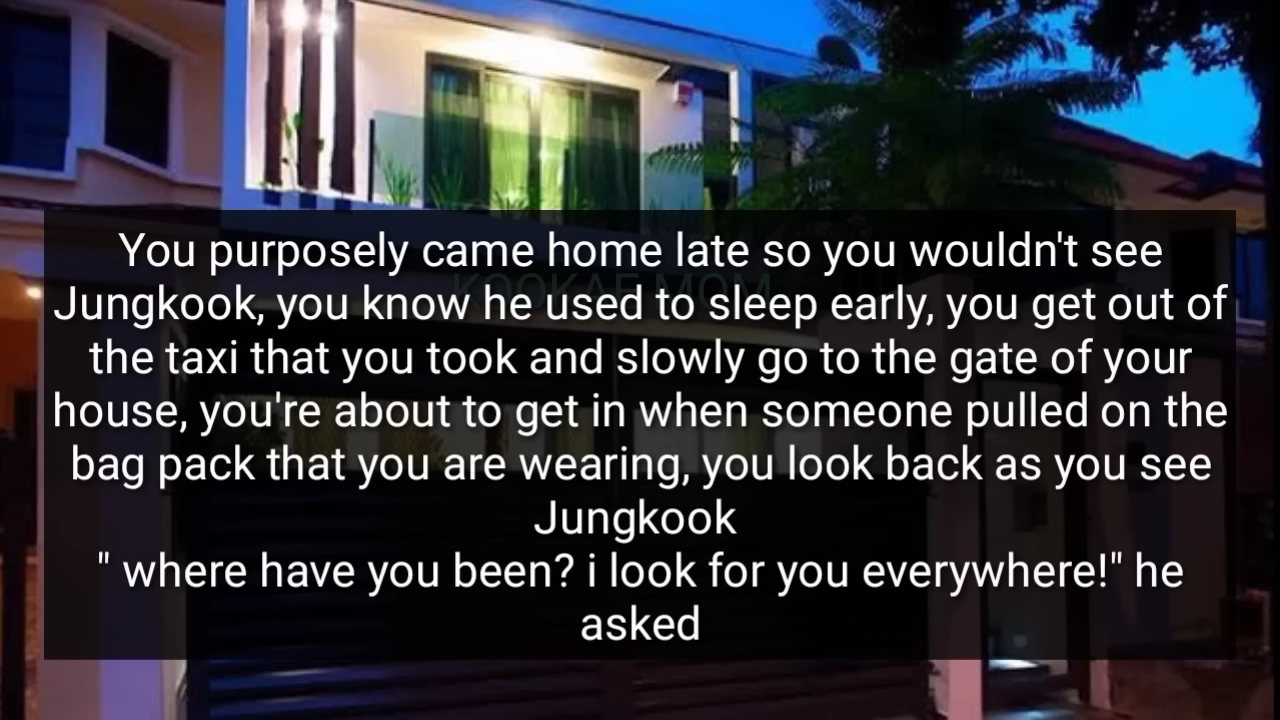 You purposely came home late so you wouldn't see
Jungkook, you know he used to sleep early, you get out of
the taxi that you took and slowly go to the gate of your
house, you're about to get in when someone pulled on the
bag pack that you are wearing, you look back as you see
Jungkook
" where have you been? i look for you everywhere!" he
asked
KOOKAE MOM